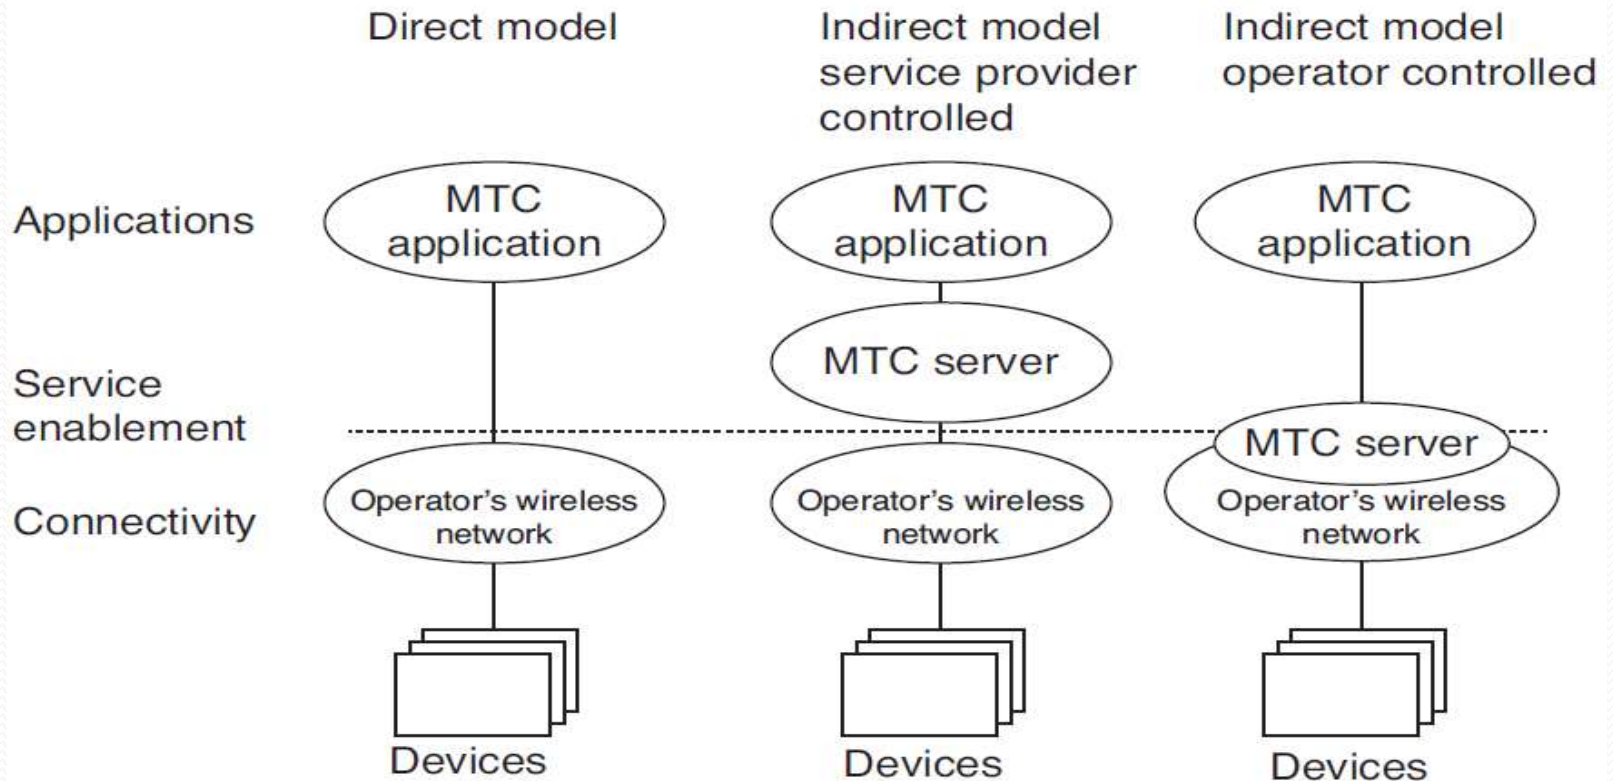 Direct model
Indirect model
service provider
controlled
Indirect model
operator controlled
Applications
MTC
application
MTC
application
MTC
application
MTC server
Service
enablement
MTC server
Connectivity
Operator's wireless
network
Operator's wireless
network
Operator's wireless
network
Devices
Devices
Devices